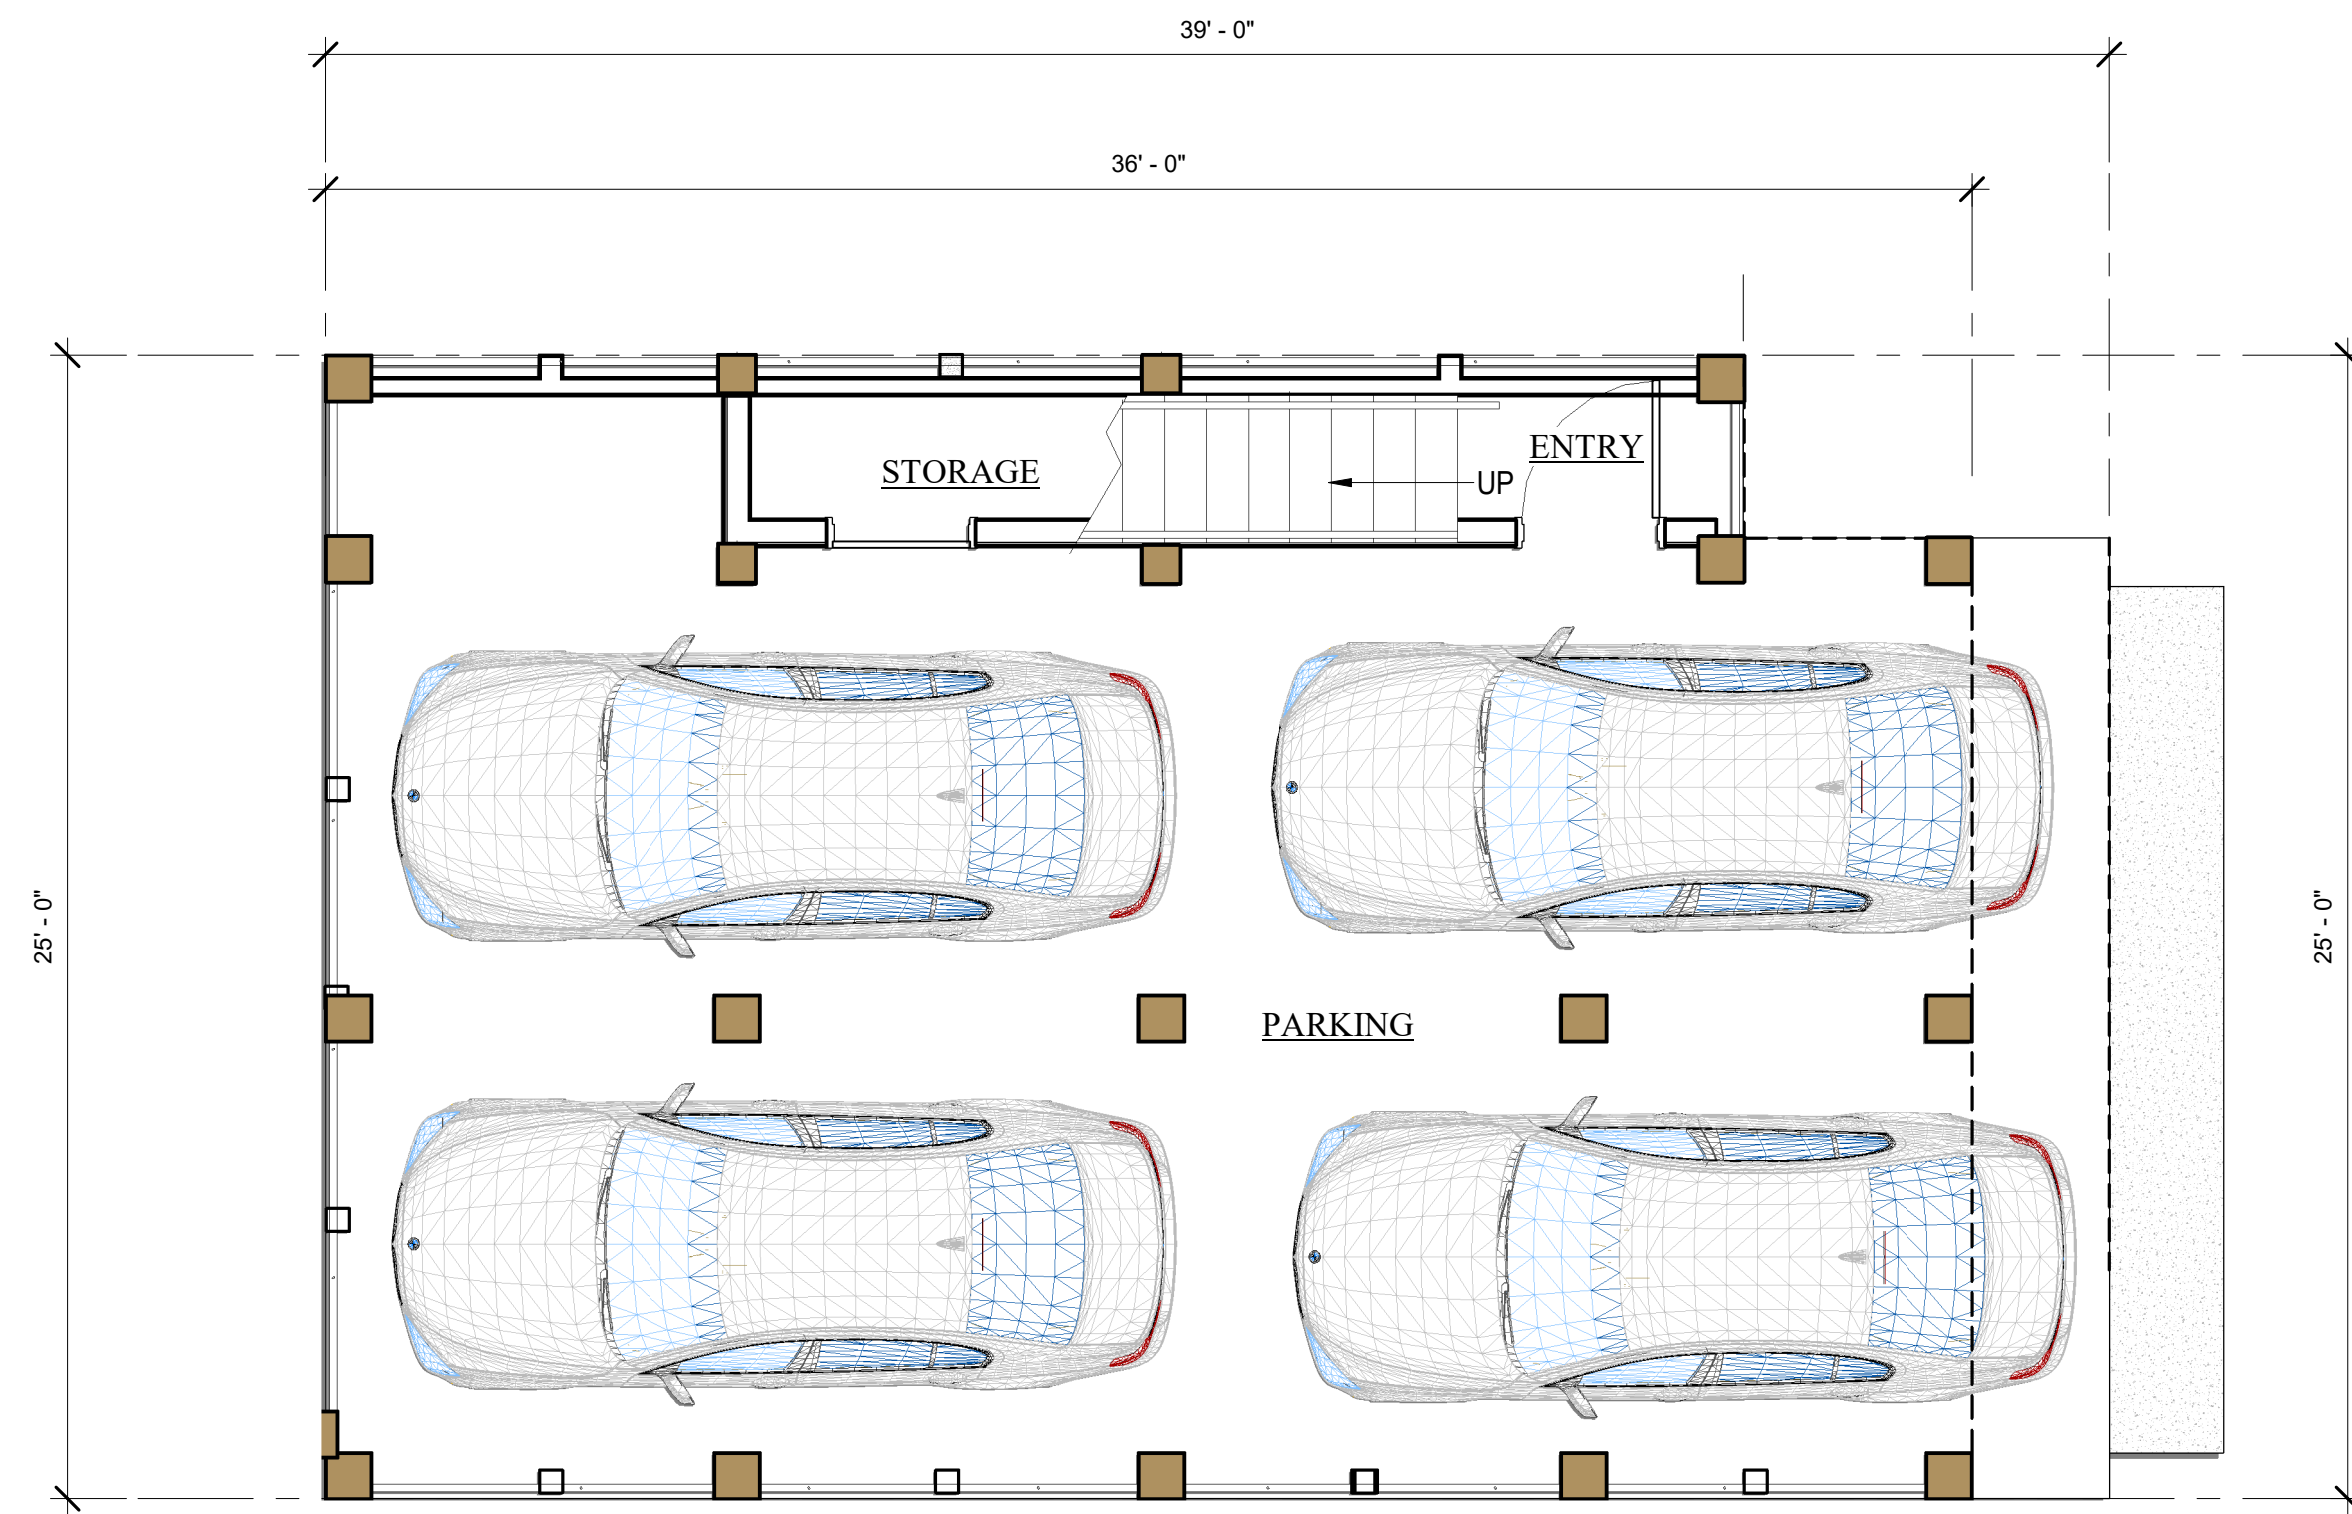 39' - 0"
36' - 0"
ENTRY
STORAGE
UP
25' - 0"
25' - 0"
PARKING